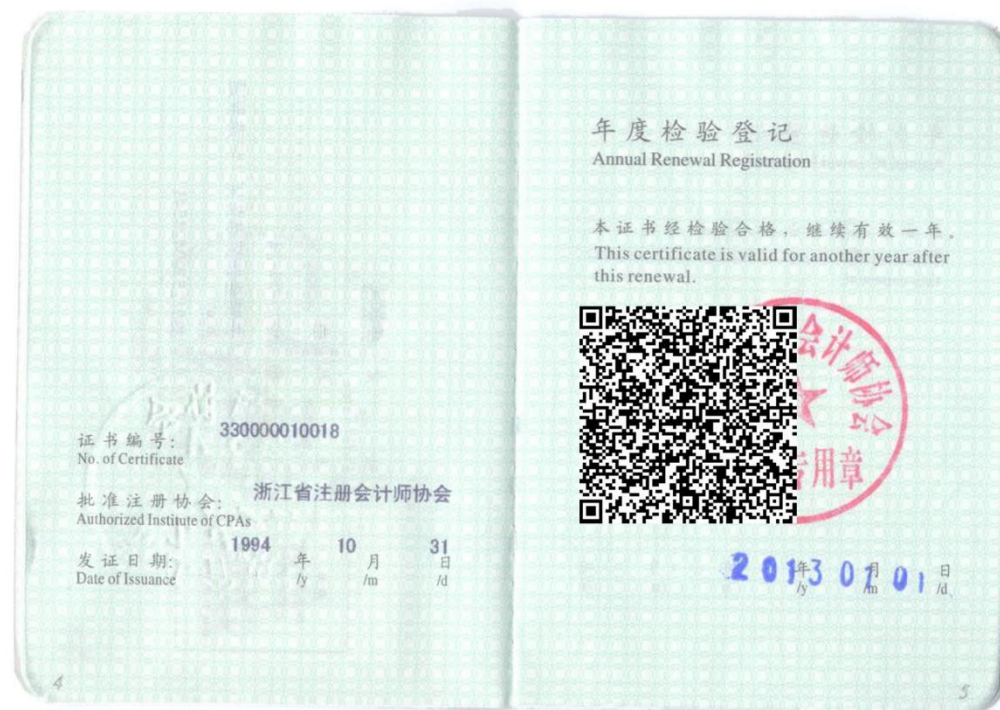 证书编号:
330000010018
No. of Certificate
批准注册协会:
浙江省注册会计师协会
Authorized Institute of CPAs
发证日期:
1994 年 10 月 31 日
Date of Issuance /y /m /d
4
年度检验登记
Annual Renewal Registration
本证书经检验合格，继续有效一年。
This certificate is valid for another year after
this renewal.
会计师协会
用章
2013 年 01 月 01 日
/y /m /d
5